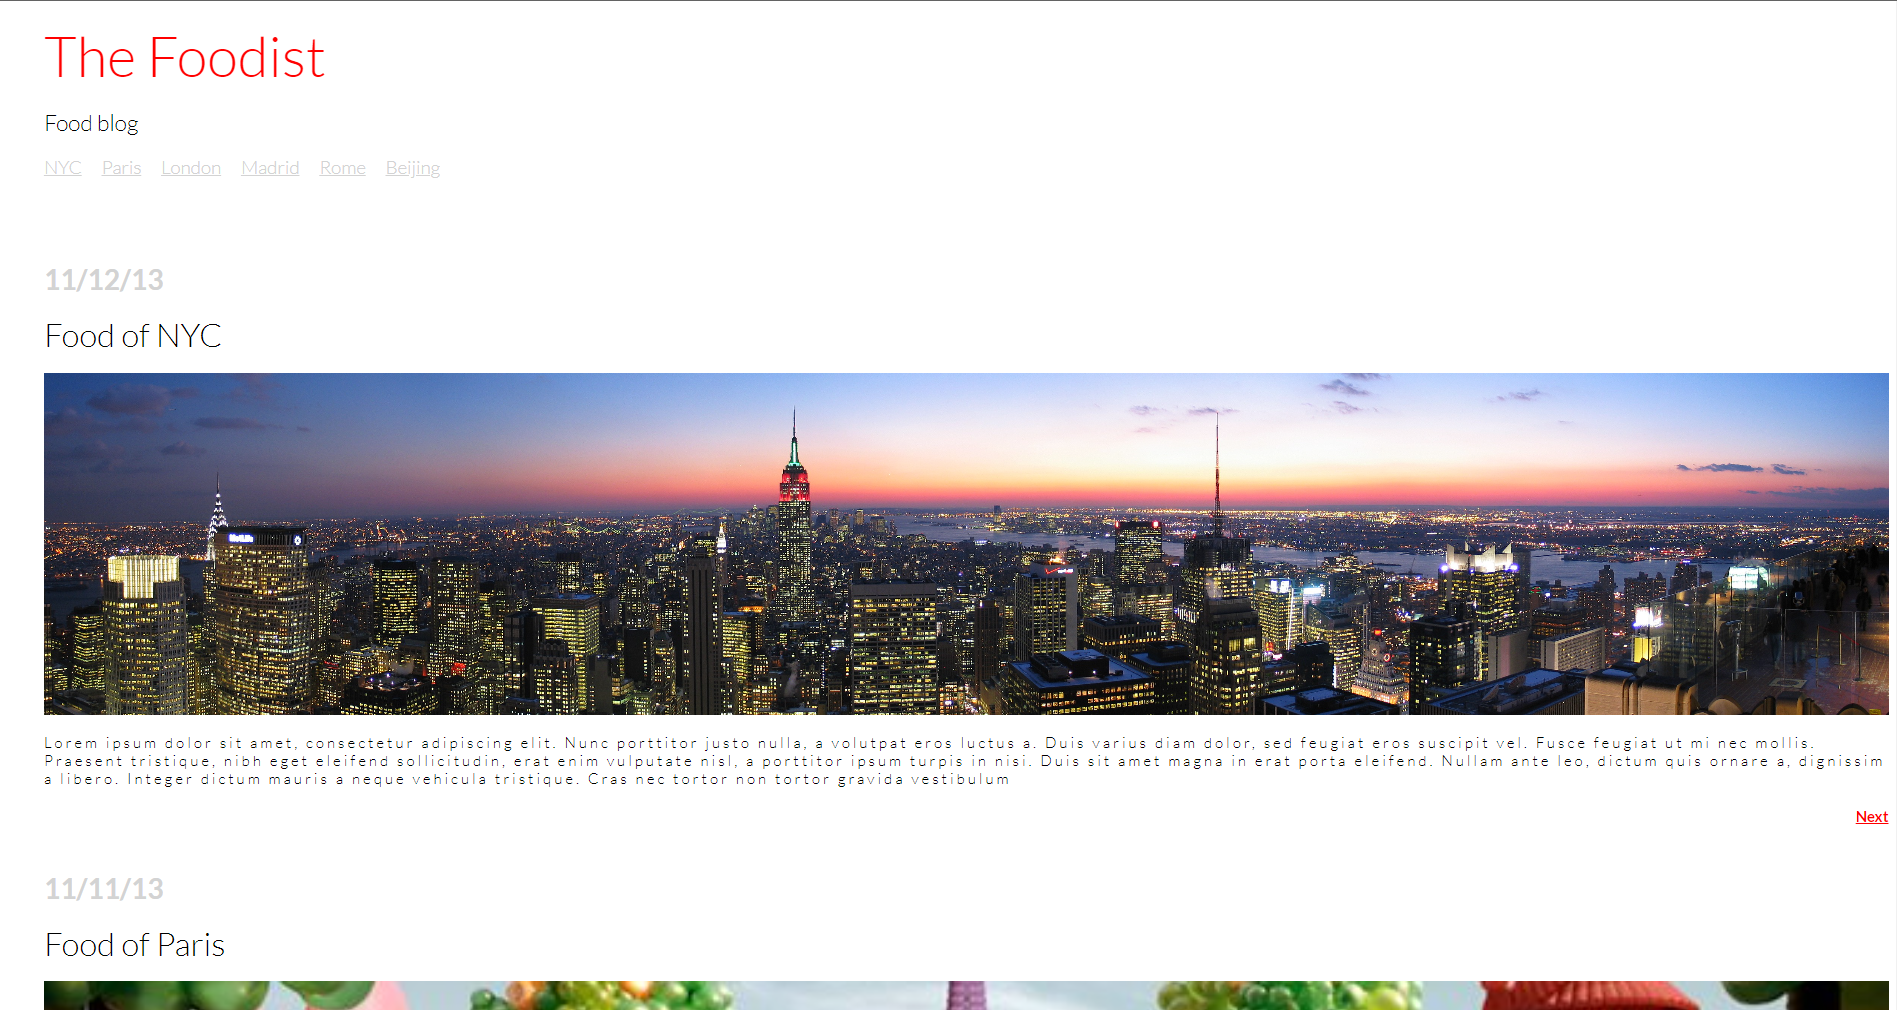 The Foodist
Food blog
NYC Paris London Madrid Rome Beijing
11/12/13
Food of NYC
MetLife
Lorem ipsum dolor sit amet, consectetur adipiscing elit. Nunc porttitor justo nulla, a volutpat eros luctus a. Duis varius diam dolor, sed feugiat eros suscipit vel. Fusce feugiat ut mi nec mollis.
Praesent tristique, nibh eget eleifend sollicitudin, erat enim vulputate nisl, a porttitor ipsum turpis in nisi. Duis sit amet magna in erat porta eleifend. Nullam ante leo, dictum quis ornare a, dignissim
a libero. Integer dictum mauris a neque vehicula tristique. Cras nec tortor non tortor gravida vestibulum
Next
11/11/13
Food of Paris